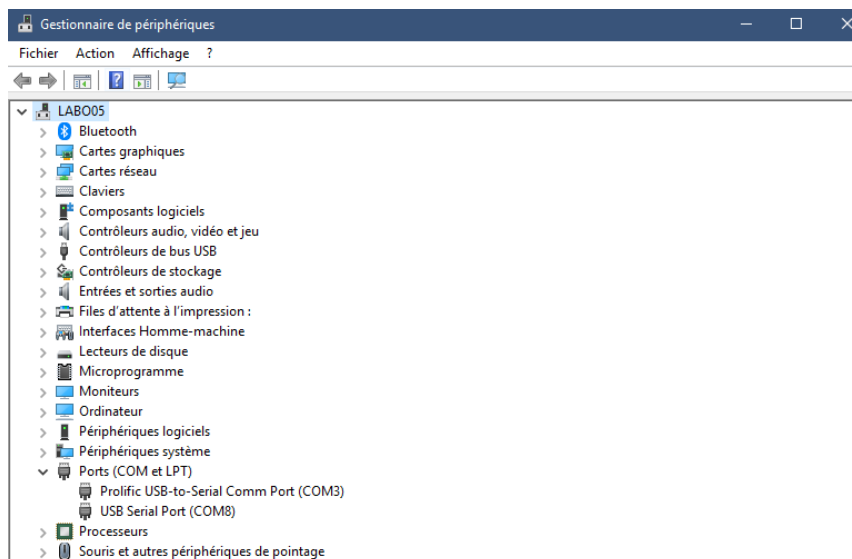 Gestionnaire de périphériques
Fichier Action Affichage ?
LABO05
Bluetooth
Cartes graphiques
Cartes réseau
Claviers
Composants logiciels
Contrôleurs audio, vidéo et jeu
Contrôleurs de bus USB
Contrôleurs de stockage
Entrées et sorties audio
Files d'attente à l'impression :
Interfaces Homme-machine
Lecteurs de disque
Microprogramme
Moniteurs
Ordinateur
Périphériques logiciels
Périphériques système
Ports (COM et LPT)
Prolific USB-to-Serial Comm Port (COM3)
USB Serial Port (COM8)
Processeurs
Souris et autres périphériques de pointage